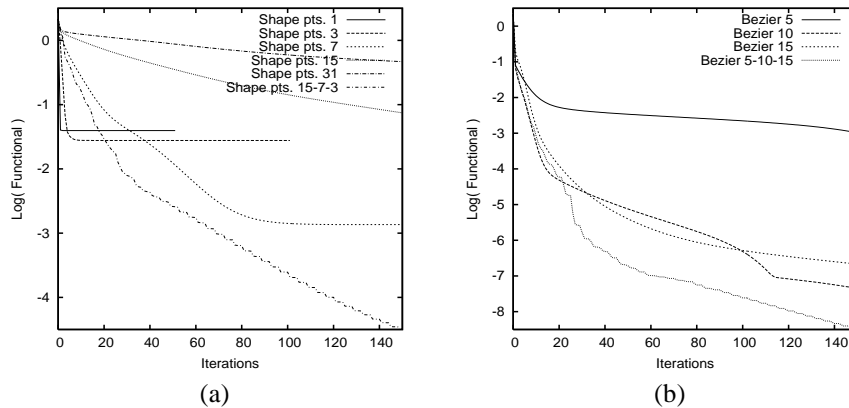 Log( Functional )
0
-1
-2
-3
-4
Shape pts. 1
Shape pts. 3
Shape pts. 7
Shape pts. 15
Shape pts. 31
Shape pts. 15-7-3
0 20 40 60 80 100 120 140
Iterations
(a)
Log( Functional )
0
-1
-2
-3
-4
-5
-6
-7
-8
Bezier 5
Bezier 10
Bezier 15
Bezier 5-10-15
0 20 40 60 80 100 120 140
Iterations
(b)